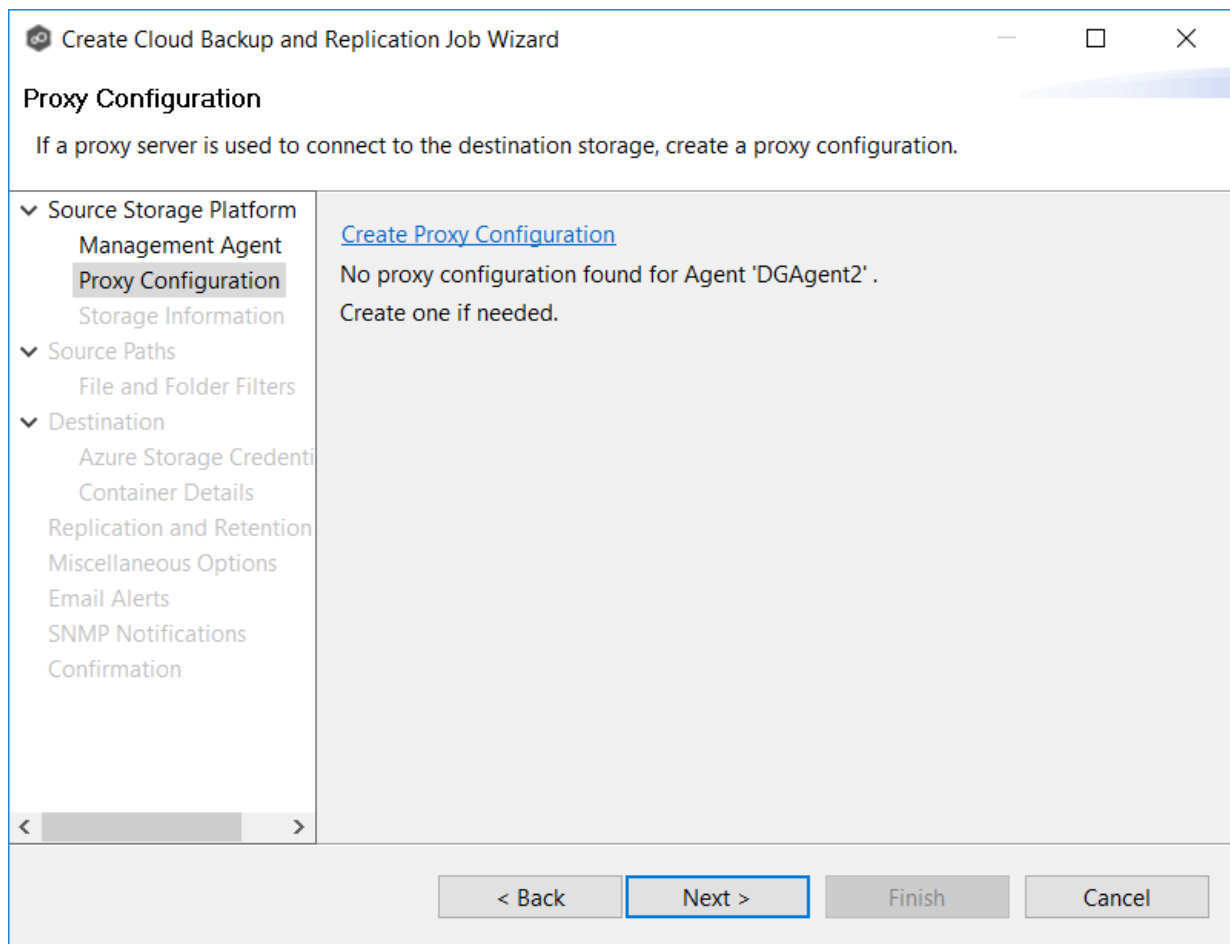 Create Cloud Backup and Replication Job Wizard
Proxy Configuration
If a proxy server is used to connect to the destination storage, create a proxy configuration.
Source Storage Platform
Management Agent
Proxy Configuration
Storage Information
Source Paths
File and Folder Filters
Destination
Azure Storage Credenti
Container Details
Replication and Retention
Miscellaneous Options
Email Alerts
SNMP Notifications
Confirmation
Create Proxy Configuration
No proxy configuration found for Agent 'DGAgent2' .
Create one if needed.
< Back Next > Finish Cancel